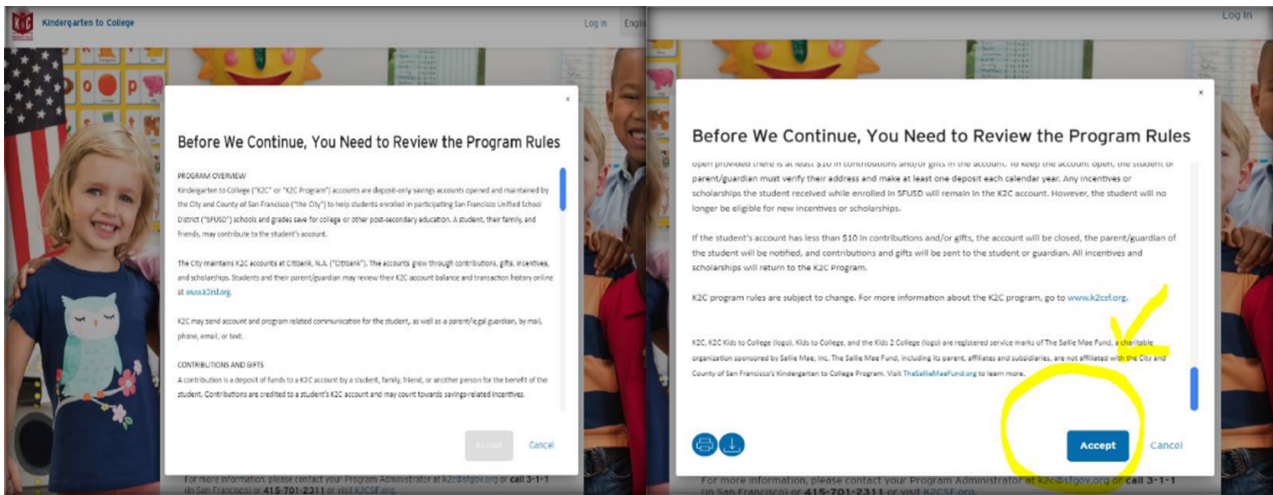 K2C
Kindergarten to College
Log In
Englis
o o p
x
Before We Continue, You Need to Review the Program Rules
PROGRAM OVERVIEW
Kindergarten to College ("K2C" or "K2C Program") accounts are deposit-only savings accounts opened and maintained by
the City and County of San Francisco ("the City") to help students enrolled in participating San Francisco Unified School
District ("SFUSD") schools and grades save for college or other post-secondary education. A student, their family, and
friends, may contribute to the student's account.
The City maintains K2C accounts at Citibank, N.A. ("Citibank"). The accounts grow through contributions, gifts, incentives,
and scholarships. Students and their parent/guardian may review their K2C account balance and transaction history online
at www.k2csf.org.
K2C may send account and program related communication for the student, as well as a parent/legal guardian, by mail,
phone, email, or text.
CONTRIBUTIONS AND GIFTS
A contribution is a deposit of funds to a K2C account by a student, family, friend, or another person for the benefit of the
student. Contributions are credited to a student's K2C account and may count towards savings-related incentives.
Accept
Cancel
For more information, please contact your Program Administrator at k2c@sfgov.org or call 3-1-1
(in San Francisco) or 415-701-2311 or visit K2CSF.org.
Log In
x
Before We Continue, You Need to Review the Program Rules
open provided there is at least $10 in contributions and/or gifts in the account. To keep the account open, the student or
parent/guardian must verify their address and make at least one deposit each calendar year. Any incentives or
scholarships the student received while enrolled in SFUSD will remain in the K2C account. However, the student will no
longer be eligible for new incentives or scholarships.
If the student's account has less than $10 in contributions and/or gifts, the account will be closed, the parent/guardian of
the student will be notified, and contributions and gifts will be sent to the student or guardian. All incentives and
scholarships will return to the K2C Program.
K2C program rules are subject to change. For more information about the K2C program, go to www.k2csf.org.
K2C, K2C Kids to College (logo), Kids to College, and the Kids 2 College (logo) are registered service marks of The Sallie Mae Fund, a charitable
organization sponsored by Sallie Mae, Inc. The Sallie Mae Fund, including its parent, affiliates and subsidiaries, are not affiliated with the City and
County of San Francisco's Kindergarten to College Program. Visit TheSallieMaeFund.org to learn more.
Accept
Cancel
For more information, please contact your Program Administrator at k2c@sfgov.org or call 3-1-1
(in San Francisco) or 415-701-2311 or visit K2CSF.org.